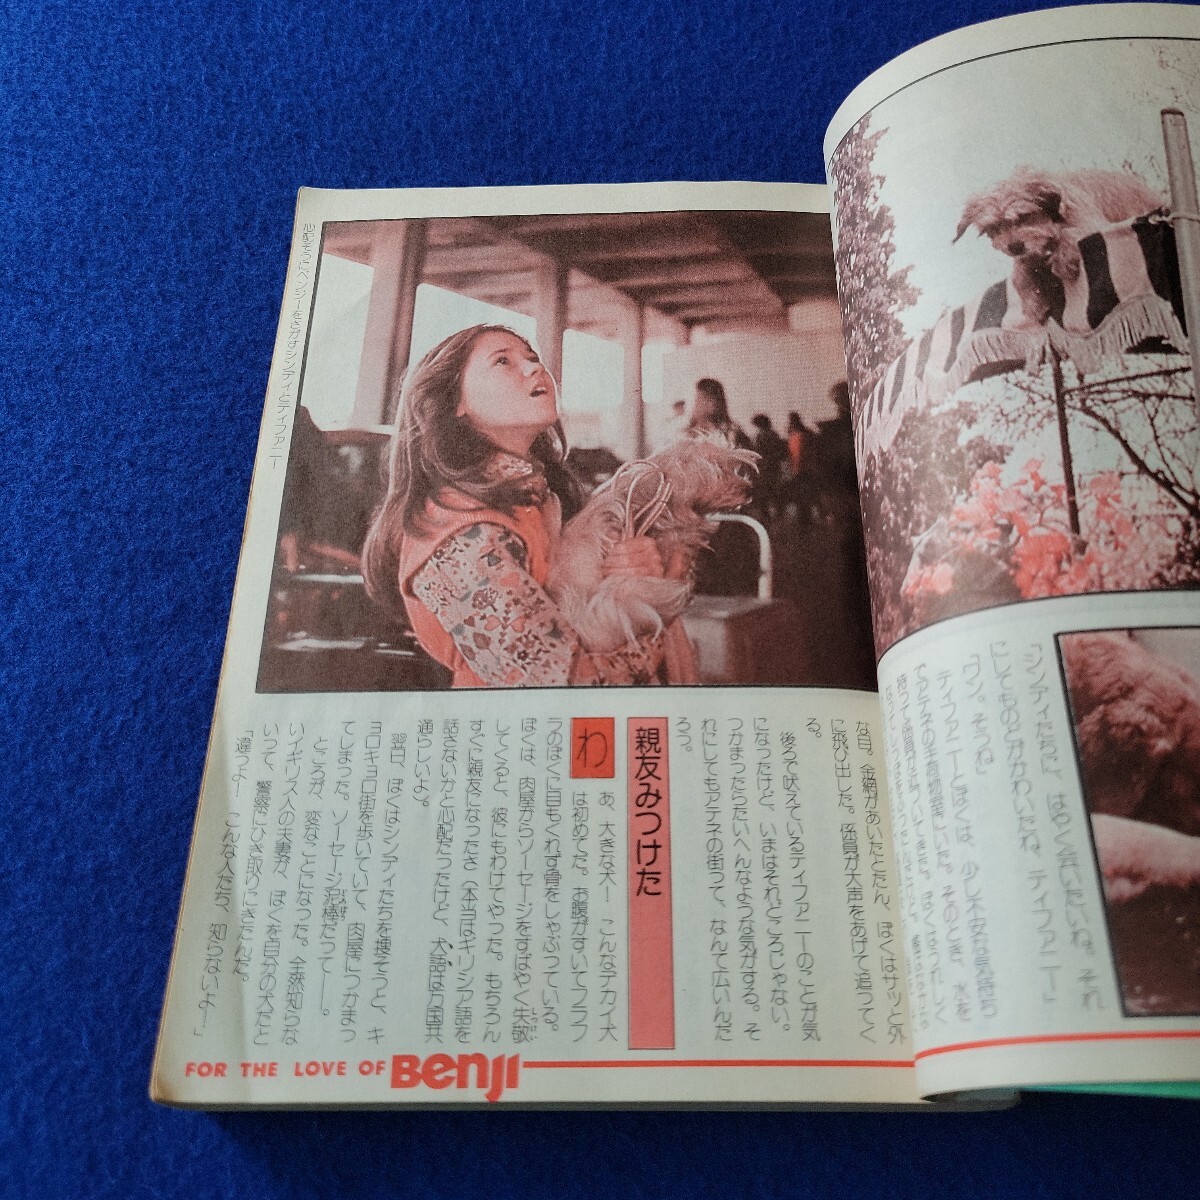 「シンディたちに、はやく会いたいね。それ
にしてものどがかわいたね、ティファニー」
「ワン。そうね」
ティファニーとぼくは、少し不安な気持ち
な目。金網があいたとたん、ぼくはサッと外
に飛び出した。係員が大声をあげて追ってく
る。
後ろで吠えているティファニーのことが気
になったけど、いまはそれどころじゃない。
つかまったらたいへんなような気がする。そ
れにしてもアテネの街って、なんて広いんだ
ろう。
親友みつけた
わあ、大きな犬！ こんなデカイ犬
は初めてだ。お腹がすいてフラフ
ラのぼくに目もくれず骨をしゃぶっている。
ぼくは、肉屋からソーセージをすばやく失敬
してくると、彼にもわけてやった。もちろん
すぐに親友になったさ（本当はギリシア語を
話さないかと心配だったけど、犬語は万国共
通らしいよ）。
翌日、ぼくはシンディたちを捜そうと、キ
ョロキョロ街を歩いていて、肉屋につかまっ
てしまった。ソーセージ泥棒だって——。
ところが、変なことになった。全然知らな
いイギリス人の夫妻が、ぼくを自分の犬だと
いって、警察にひき取りにきたんだ。
「違うよー こんな人たち、知らないよー」
心配そうにベンジーをさがすシンディとティファニー
FOR THE LOVE OF Benji